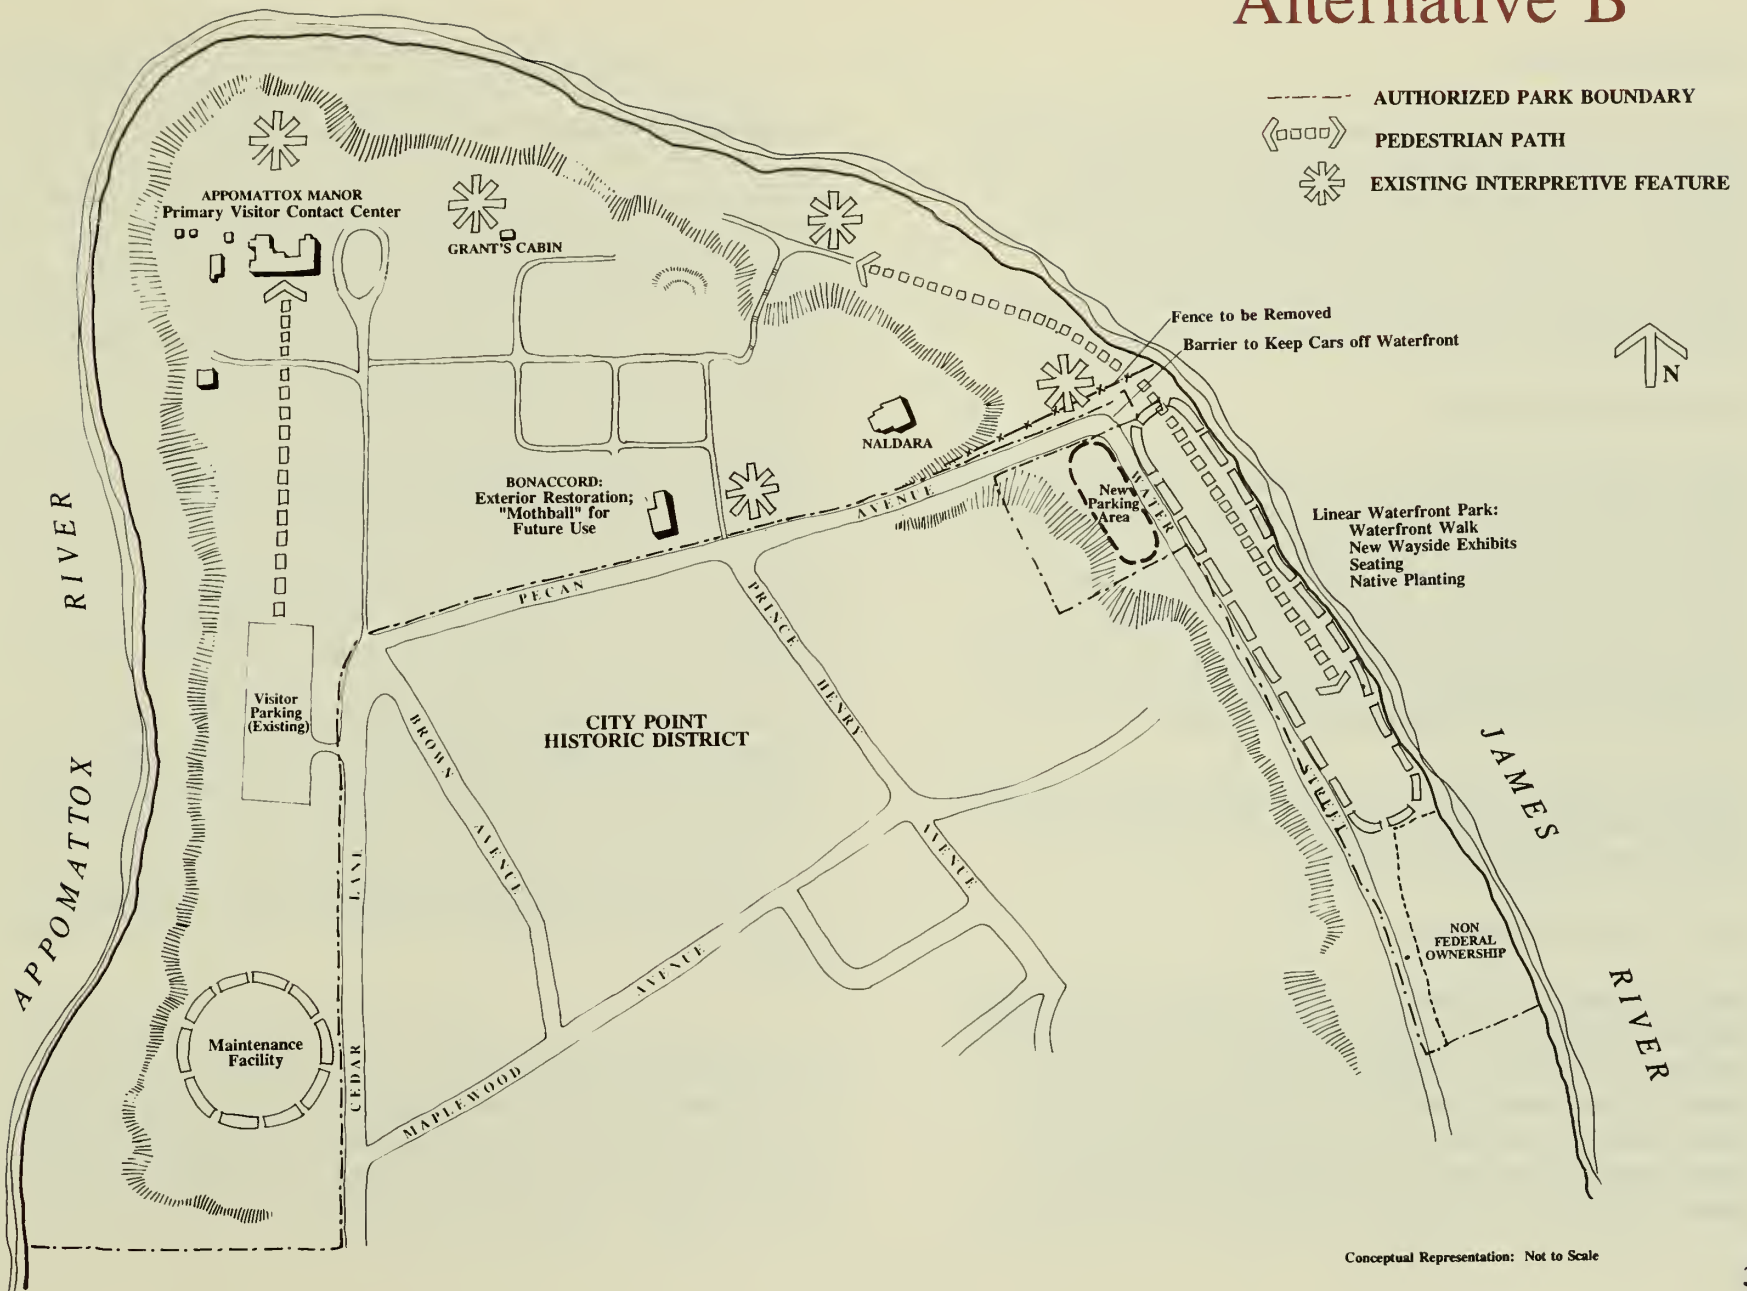 Alternative B
AUTHORIZED PARK BOUNDARY
PEDESTRIAN PATH
EXISTING INTERPRETIVE FEATURE
APPOMATTOX MANOR
Primary Visitor Contact Center
GRANT'S CABIN
Fence to be Removed
Barrier to Keep Cars off Waterfront
N
NALDARA
BONACCORD:
Exterior Restoration;
"Mothball" for
Future Use
New
Parking
Area
Linear Waterfront Park:
Waterfront Walk
New Wayside Exhibits
Seating
Native Planting
PECAN AVENUE
WATER STREET
PRINCE HENRY AVENUE
Visitor
Parking
(Existing)
CITY POINT
HISTORIC DISTRICT
BROWN AVENUE
CEDAR LANE
MAPLEWOOD AVENUE
APPOMATTOX RIVER
JAMES RIVER
NON
FEDERAL
OWNERSHIP
Maintenance
Facility
Conceptual Representation: Not to Scale